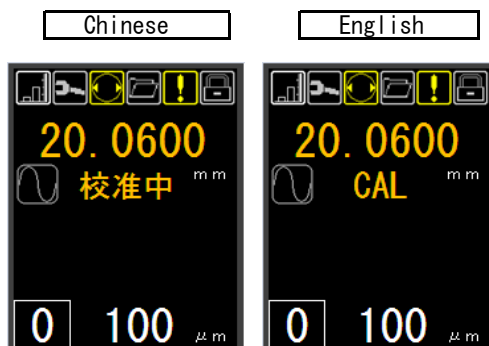 Chinese
English
20.0600
校准中 mm
0 100 μm
20.0600
CAL mm
0 100 μm